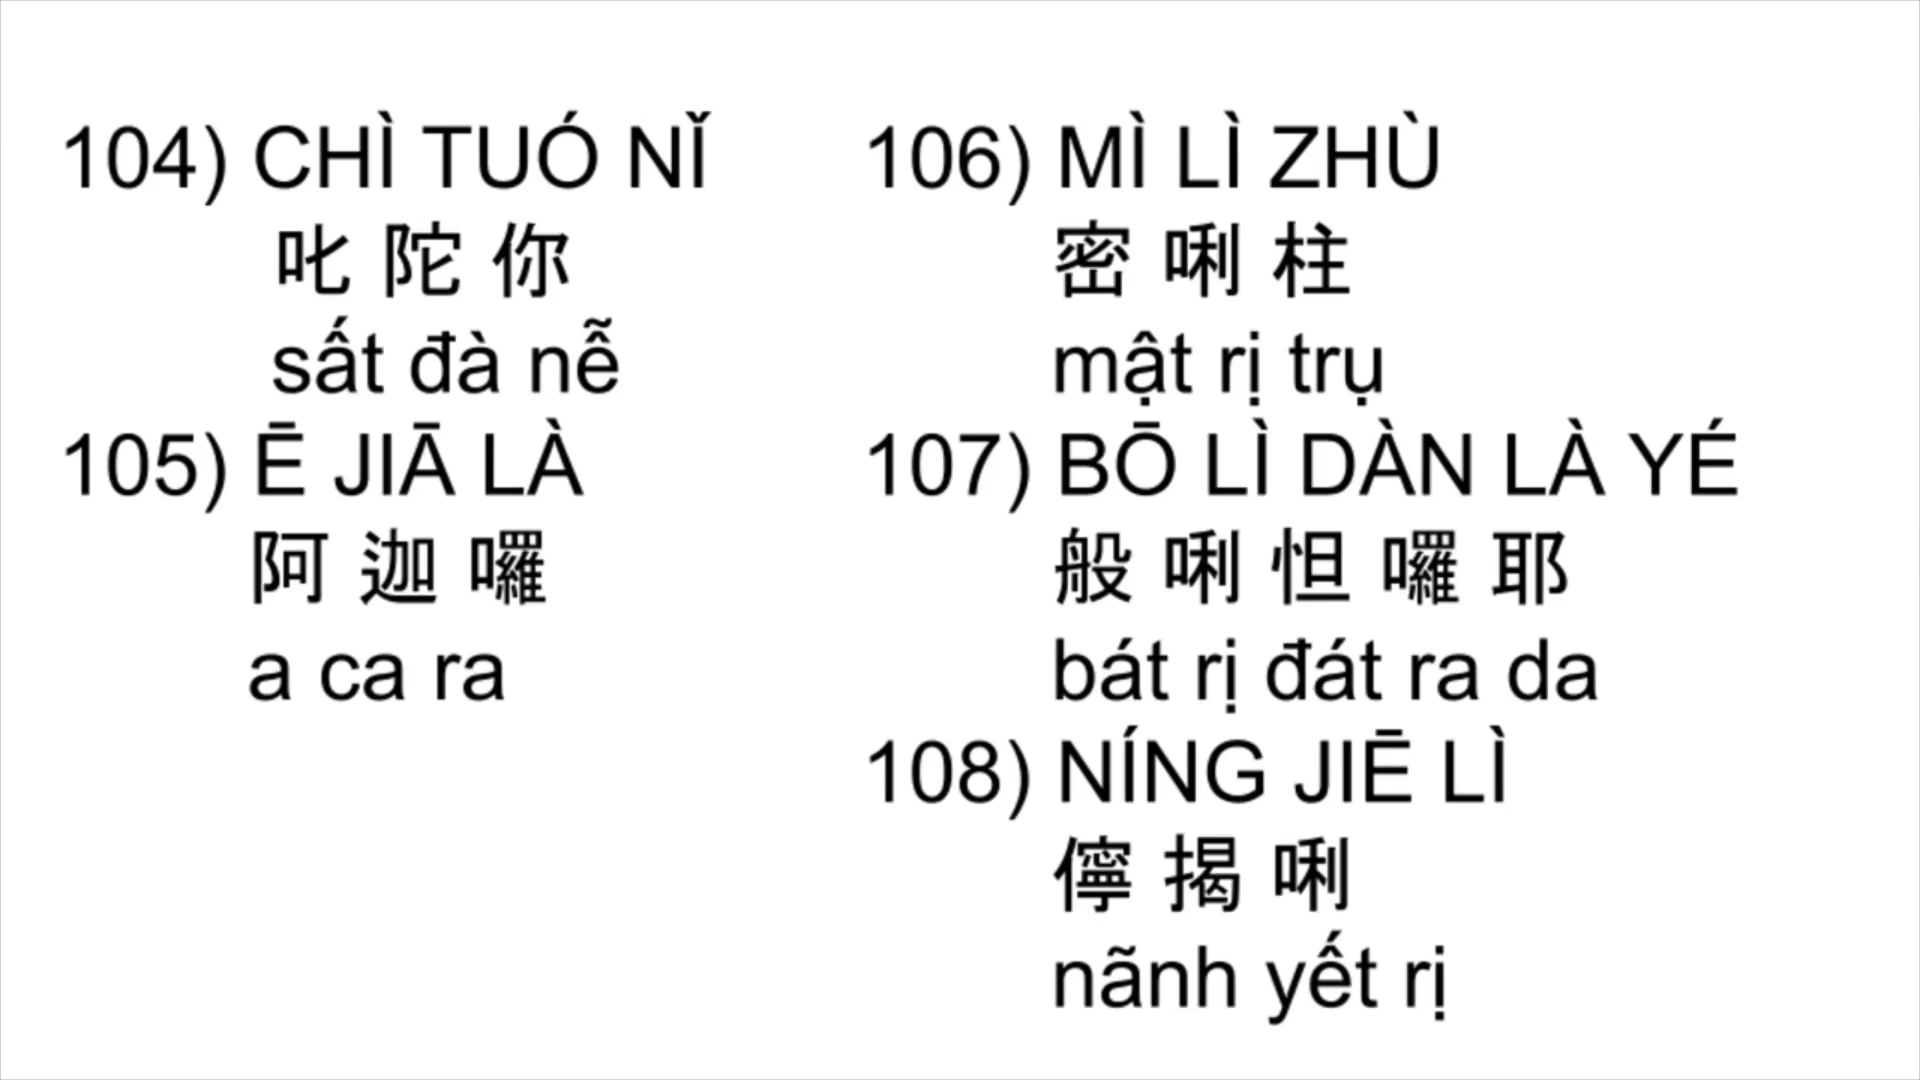 104) CHÌ TUÓ NǏ
叱 陀 你
sất đà nễ
105) Ē JIĀ LÀ
阿 迦 囉
a ca ra
106) MÌ LÌ ZHÙ
密 唎 柱
mật rị trụ
107) BŌ LÌ DÀN LÀ YÉ
般 唎 怛 囉 耶
bát rị đát ra da
108) NÍNG JIĒ LÌ
儜 揭 唎
nãnh yết rị